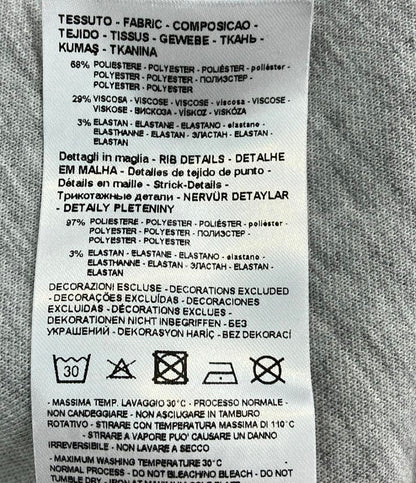 TESSUTO - FABRIC - COMPOSICAO -
TEJIDO - TISSUS - GEWEBE - ТКАНЬ -
KUMAŞ - TKANINA
68% POLIESTERE - POLYESTER - POLIÉSTER - poliéster -
POLYESTER - POLYESTER - ПОЛИЭСТЕР -
POLYESTER - POLYESTER
29% VISCOSA - VISCOSE - VISCOSE - viscosa - VISCOSE -
VISKOSE - ВИСКОЗА - VİSKOZ - VISKÓZA
3% ELASTAN - ELASTANE - ELASTANO - elastano -
ELASTHANNE - ELASTAN - ЭЛАСТАН - ELASTAN -
ELASTAN
Dettagli in maglia - RIB DETAILS - DETALHE
EM MALHA - Detalles de tejido de punto -
Détails en maille - Strick-Details -
Трикотажные детали - NERVÜR DETAYLAR
- DETAILY PLETENINY
97% POLIESTERE - POLYESTER - POLIÉSTER - poliéster -
POLYESTER - POLYESTER - ПОЛИЭСТЕР -
POLYESTER - POLYESTER
3% ELASTAN - ELASTANE - ELASTANO - elastano -
ELASTHANNE - ELASTAN - ЭЛАСТАН - ELASTAN -
ELASTAN
DECORAZIONI ESCLUSE - DECORATIONS EXCLUDED
- DECORAÇÕES EXCLUÍDAS - DECORACIONES
EXCLUIDAS - DÉCORATIONS EXCLUES -
DEKORATIONEN NICHT INBEGRIFFEN - БЕЗ
УКРАШЕНИЙ - DEKORASYON HARİÇ - BEZ DEKORACÍ
30
- MASSIMA TEMP. LAVAGGIO 30°C - PROCESSO NORMALE -
NON CANDEGGIARE - NON ASCIUGARE IN TAMBURO
ROTATIVO - STIRARE CON TEMPERATURA MASSIMA DI 110°C
- STIRARE A VAPORE PUO' CAUSARE UN DANNO
IRREVERSIBILE - NON LAVARE A SECCO
- MAXIMUM WASHING TEMPERATURE 30°C
NORMAL PROCESS - DO NOT BLEACHING BLEACH - DO NOT
TUMBLE DRY - IRON AT MAXIMUM